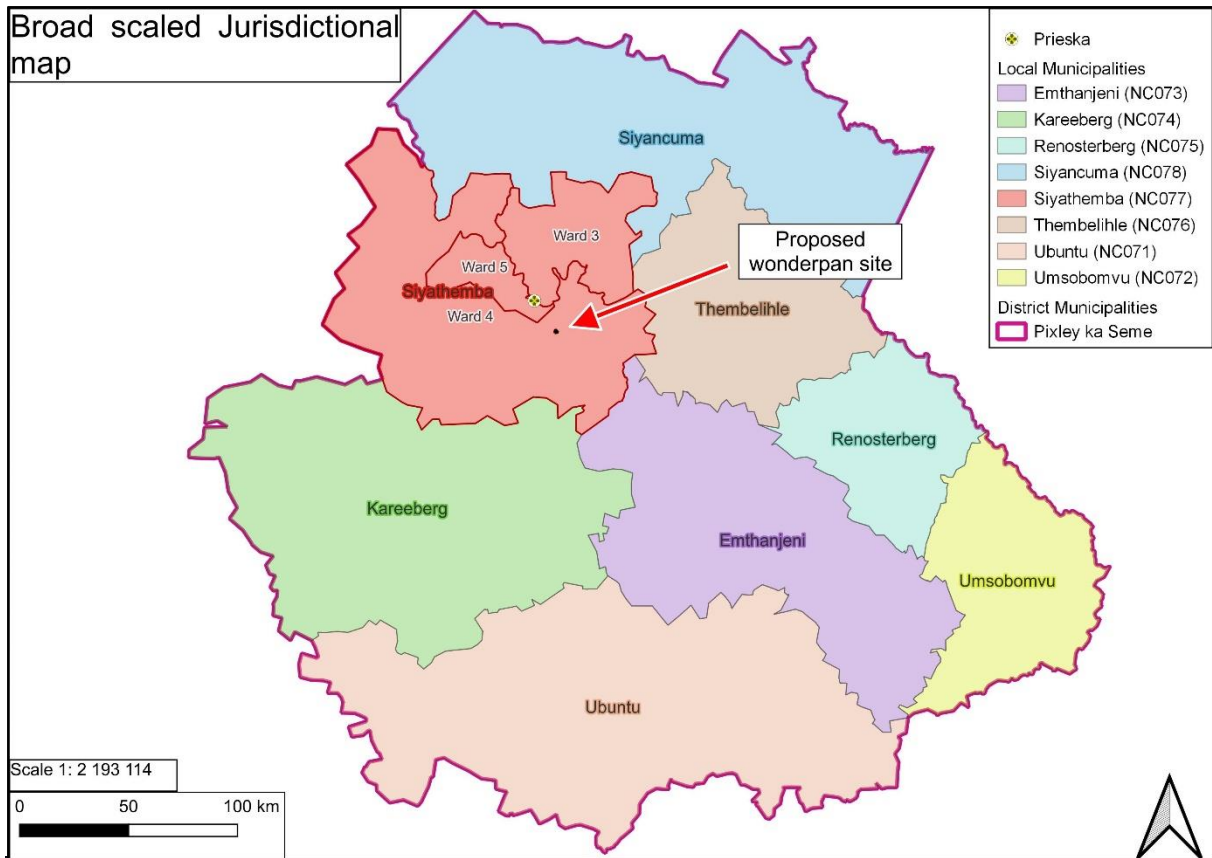 Broad scaled Jurisdictional
map
Prieska
Local Municipalities
Emthanjeni (NC073)
Kareeberg (NC074)
Renosterberg (NC075)
Siyancuma (NC078)
Siyathemba (NC077)
Thembelihle (NC076)
Ubuntu (NC071)
Umsobomvu (NC072)
District Municipalities
Pixley ka Seme
Siyancuma
Ward 3
Proposed
wonderpan site
Ward 5
Siyathemba
Ward 4
Thembelihle
Renosterberg
Kareeberg
Emthanjeni
Umsobomvu
Ubuntu
Scale 1: 2 193 114
0 50 100 km